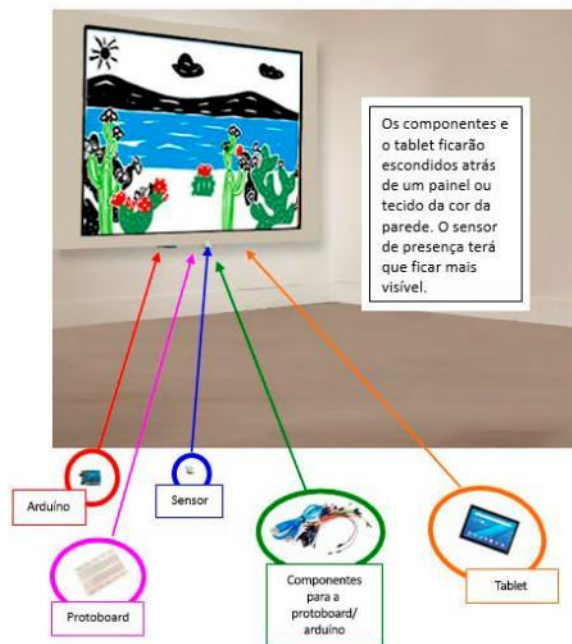 Os componentes e
o tablet ficarão
escondidos atrás
de um painel ou
tecido da cor da
parede. O sensor
de presença terá
que ficar mais
visível.
Arduíno
Sensor
Protoboard
Componentes
para a
protoboard/
arduíno
Tablet